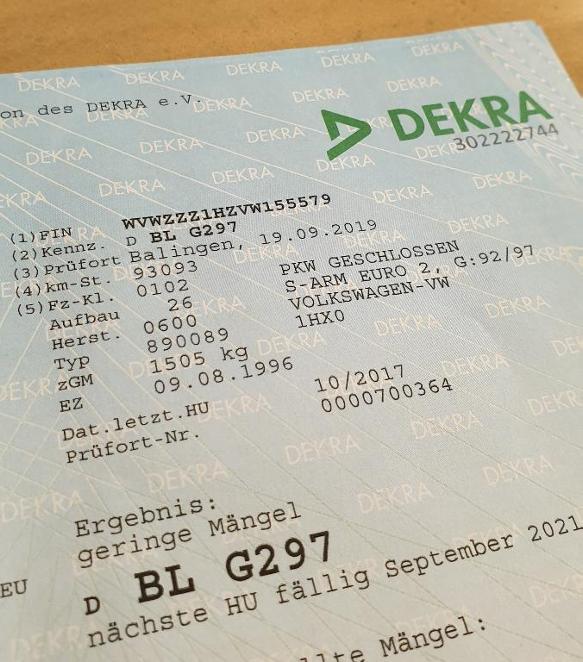 on des DEKRA e.V.
DEKRA
302222744
(1)FIN WVWZZZ1HZVW155579
(2)Kennz. D BL G297
(3)Prüfort Balingen, 19.09.2019
(4)km-St. 93093
(5)Fz-Kl. 0102 PKW GESCHLOSSEN
Aufbau 26 S-ARM EURO 2, G:92/97
Herst. 0600 VOLKSWAGEN-VW
Typ 890089 1HX0
zGM 1505 kg
EZ 09.08.1996
Dat.letzt.HU 10/2017
Prüfort-Nr. 0000700364
Ergebnis:
geringe Mängel
EU D BL G297
nächste HU fällig September 2021
llte Mängel: